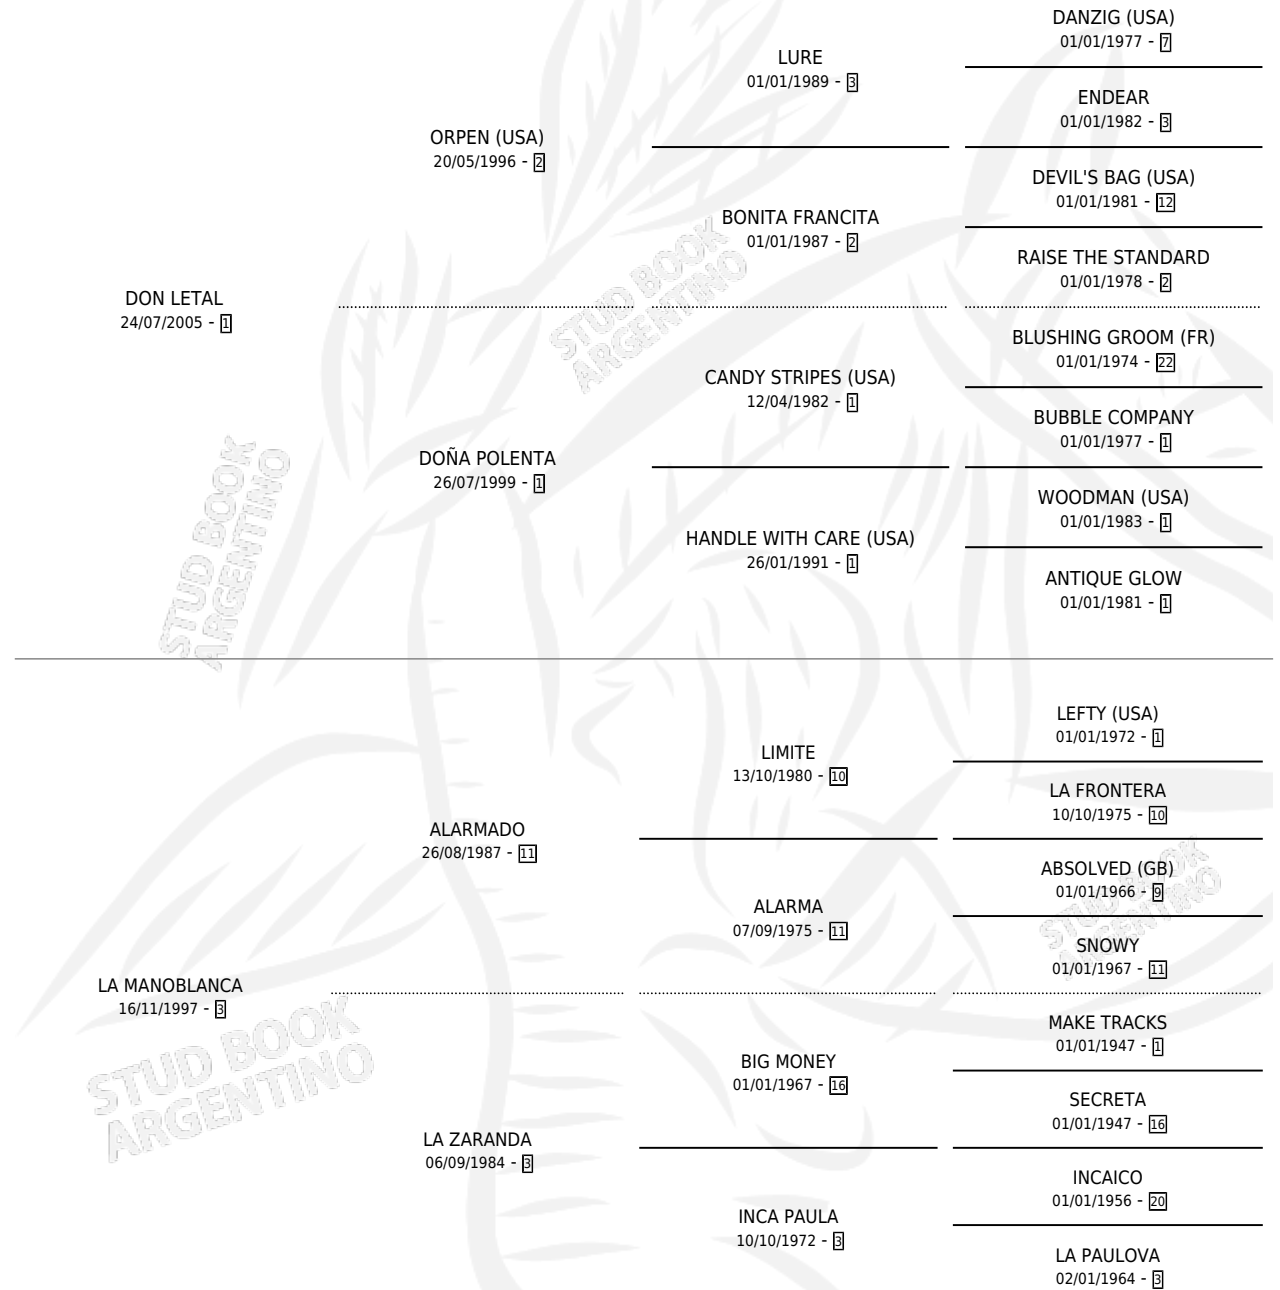 DANZIG (USA)
01/01/1977 - 7
LURE
01/01/1989 - 3
ENDEAR
01/01/1982 - 3
ORPEN (USA)
20/05/1996 - 2
DEVIL'S BAG (USA)
01/01/1981 - 12
BONITA FRANCITA
01/01/1987 - 2
RAISE THE STANDARD
01/01/1978 - 2
DON LETAL
24/07/2005 - 1
BLUSHING GROOM (FR)
01/01/1974 - 22
CANDY STRIPES (USA)
12/04/1982 - 1
BUBBLE COMPANY
01/01/1977 - 1
DOÑA POLENTA
26/07/1999 - 1
WOODMAN (USA)
01/01/1983 - 1
HANDLE WITH CARE (USA)
26/01/1991 - 1
ANTIQUE GLOW
01/01/1981 - 1
LEFTY (USA)
01/01/1972 - 1
LIMITE
13/10/1980 - 10
LA FRONTERA
10/10/1975 - 10
ALARMADO
26/08/1987 - 11
ABSOLVED (GB)
01/01/1966 - 9
ALARMA
07/09/1975 - 11
SNOWY
01/01/1967 - 11
LA MANOBLANCA
16/11/1997 - 3
MAKE TRACKS
01/01/1947 - 1
BIG MONEY
01/01/1967 - 16
SECRETA
01/01/1947 - 16
LA ZARANDA
06/09/1984 - 3
INCAICO
01/01/1956 - 20
INCA PAULA
10/10/1972 - 3
LA PAULOVA
02/01/1964 - 3
STUD BOOK
ARGENTINO
STUD BOOK
ARGENTINO
STUD BOOK
ARGENTINO
STUD BOOK
ARGENTINO